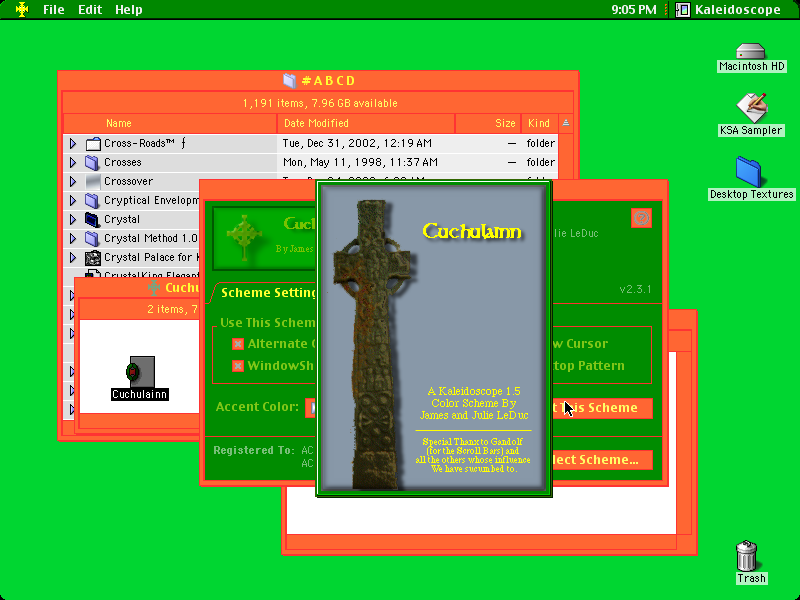 File Edit Help
9:05 PM Kaleidoscope
Macintosh HD
KSA Sampler
Desktop Textures
Trash
#ABCD
1,191 items, 7.96 GB available
Name Date Modified Size Kind
Cross-Roads™ ƒ Tue, Dec 31, 2002, 12:19 AM — folder
Crosses Mon, May 11, 1998, 11:37 AM — folder
Crossover
Cryptical Envelopm
Crystal
Crystal Method 1.0
Crystal Palace for
CrystalKing Elegant
Cuchu
2 items, 7
Cuchulainn
Cuch
By James
lie LeDuc
v2.3.1
Scheme Setting
Use This Schem
Alternate
WindowSh
w Cursor
top Pattern
Accent Color:
This Scheme
Registered To: AC
AC
lect Scheme...
Cuchulainn
A Kaleidoscope 1.5
Color Scheme By
James and Julie LeDuc
Special Thanx to Gandolf
(for the Scroll Bars) and
all the others whose influence
We have sucumbed to.